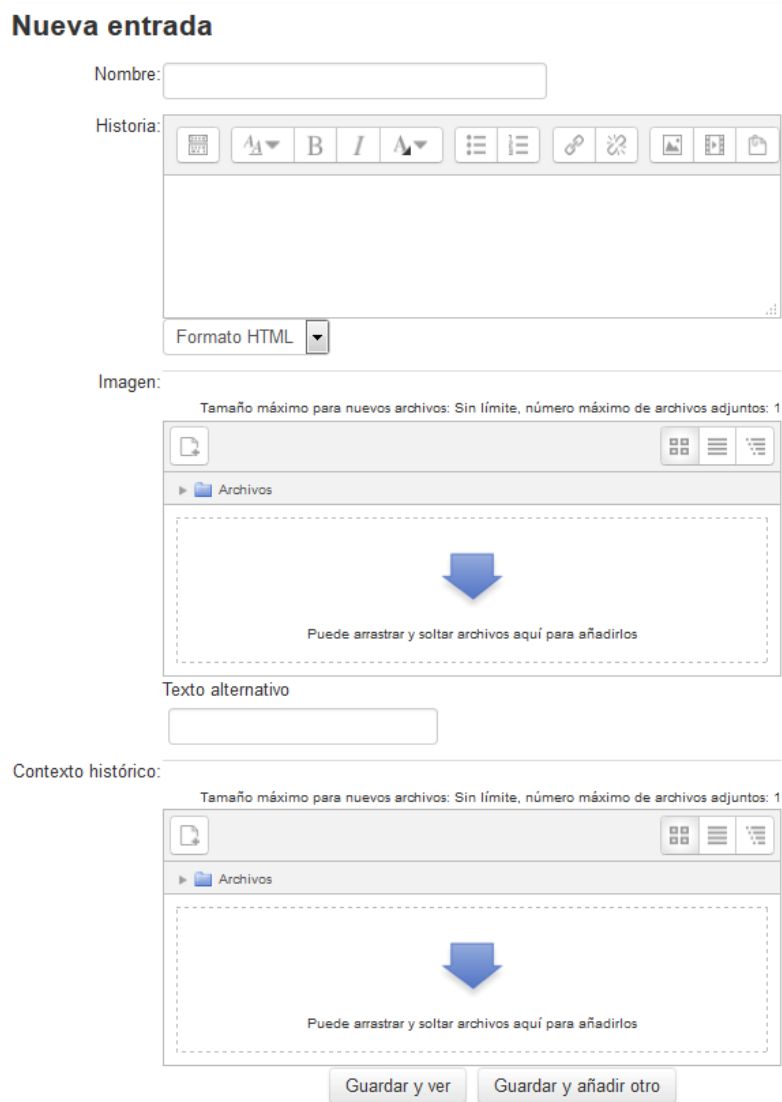 Nueva entrada
Nombre:
Historia:
Formato HTML
Imagen:
Tamaño máximo para nuevos archivos: Sin límite, número máximo de archivos adjuntos: 1
Archivos
Puede arrastrar y soltar archivos aquí para añadirlos
Texto alternativo
Contexto histórico:
Tamaño máximo para nuevos archivos: Sin límite, número máximo de archivos adjuntos: 1
Archivos
Puede arrastrar y soltar archivos aquí para añadirlos
Guardar y ver Guardar y añadir otro